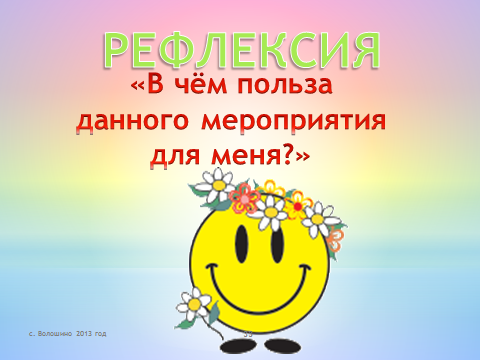 РЕФЛЕКСИЯ
«В чём польза
данного мероприятия
для меня?»
с. Волошино 2013 год